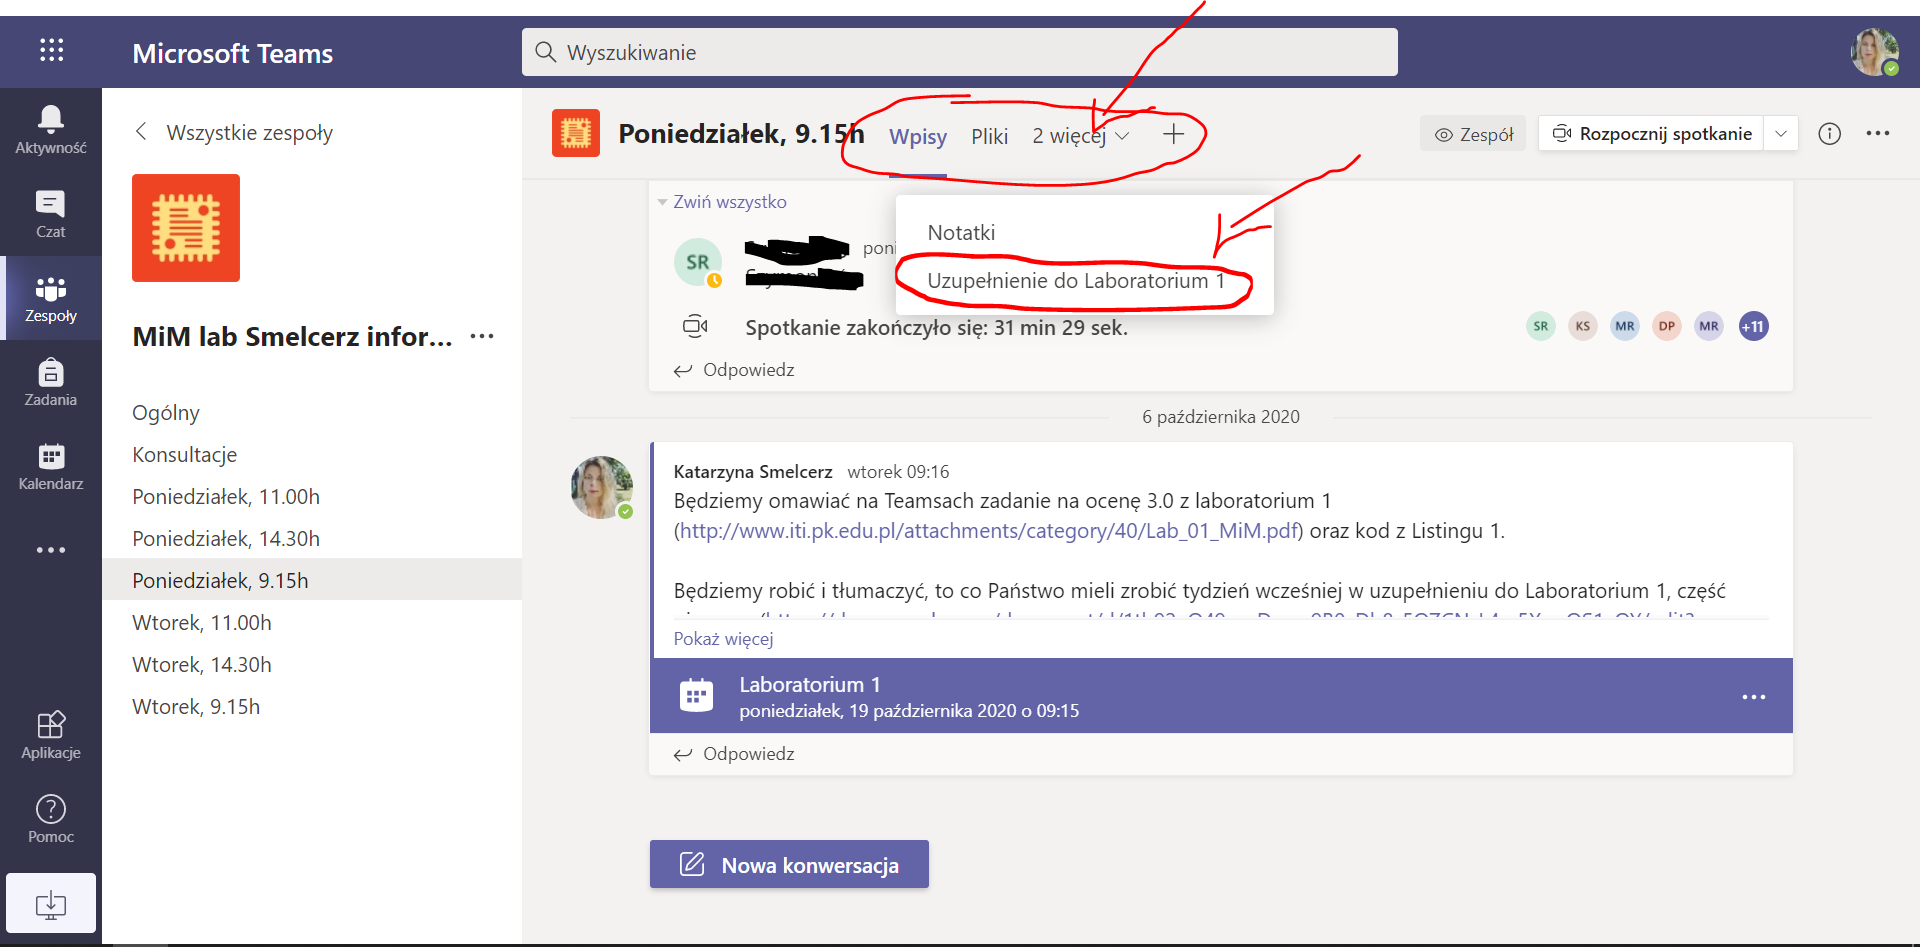 Microsoft Teams
Wyszukiwanie
Aktywność
Czat
Zespoły
Zadania
Kalendarz
Aplikacje
Pomoc
Wszystkie zespoły
MiM lab Smelcerz infor...
Ogólny
Konsultacje
Poniedziałek, 11.00h
Poniedziałek, 14.30h
Poniedziałek, 9.15h
Wtorek, 11.00h
Wtorek, 14.30h
Wtorek, 9.15h
Poniedziałek, 9.15h Wpisy Pliki 2 więcej
Zespół Rozpocznij spotkanie
Zwiń wszystko
Notatki
Uzupełnienie do Laboratorium 1
SR poni
Spotkanie zakończyło się: 31 min 29 sek.
SR KS MR DP MR +11
Odpowiedz
6 października 2020
Katarzyna Smelcerz wtorek 09:16
Będziemy omawiać na Teamsach zadanie na ocenę 3.0 z laboratorium 1
(http://www.iti.pk.edu.pl/attachments/category/40/Lab_01_MiM.pdf) oraz kod z Listingu 1.
Będziemy robić i tłumaczyć, to co Państwo mieli zrobić tydzień wcześniej w uzupełnieniu do Laboratorium 1, część
Pokaż więcej
Laboratorium 1
poniedziałek, 19 października 2020 o 09:15
Odpowiedz
Nowa konwersacja